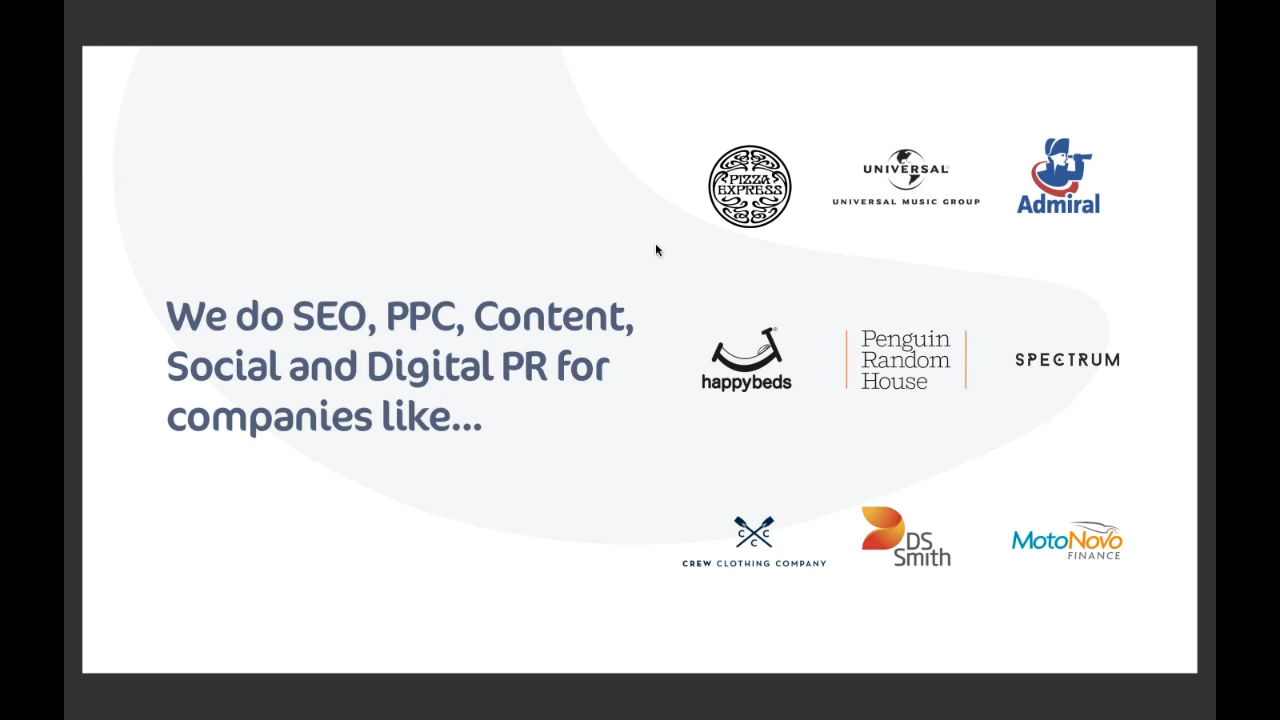 We do SEO, PPC, Content,
Social and Digital PR for
companies like...
PIZZA
EXPRESS
UNIVERSAL
UNIVERSAL MUSIC GROUP
Admiral
happybeds
Penguin
Random
House
SPECTRUM
C C
C
CREW CLOTHING COMPANY
DS
Smith
MotoNovo
FINANCE